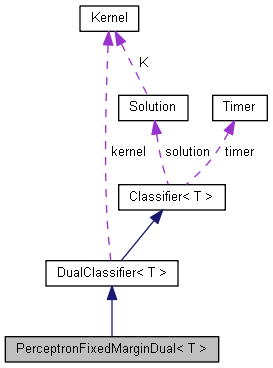 Kernel
K
Solution
Timer
kernel
solution
timer
Classifier< T >
DualClassifier< T >
PerceptronFixedMarginDual< T >